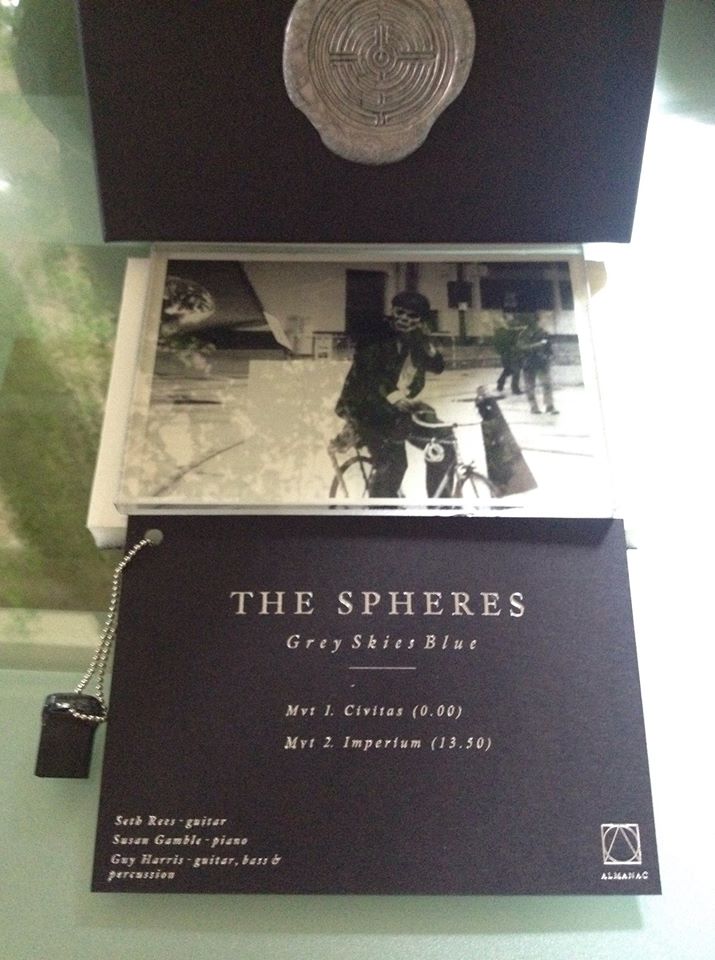 THE SPHERES
Grey Skies Blue
Mvt 1. Civitas (0.00)
Mvt 2. Imperium (13.50)
Seth Rees - guitar
Susan Gamble - piano
Guy Harris - guitar, bass &
percussion
ALMANAC